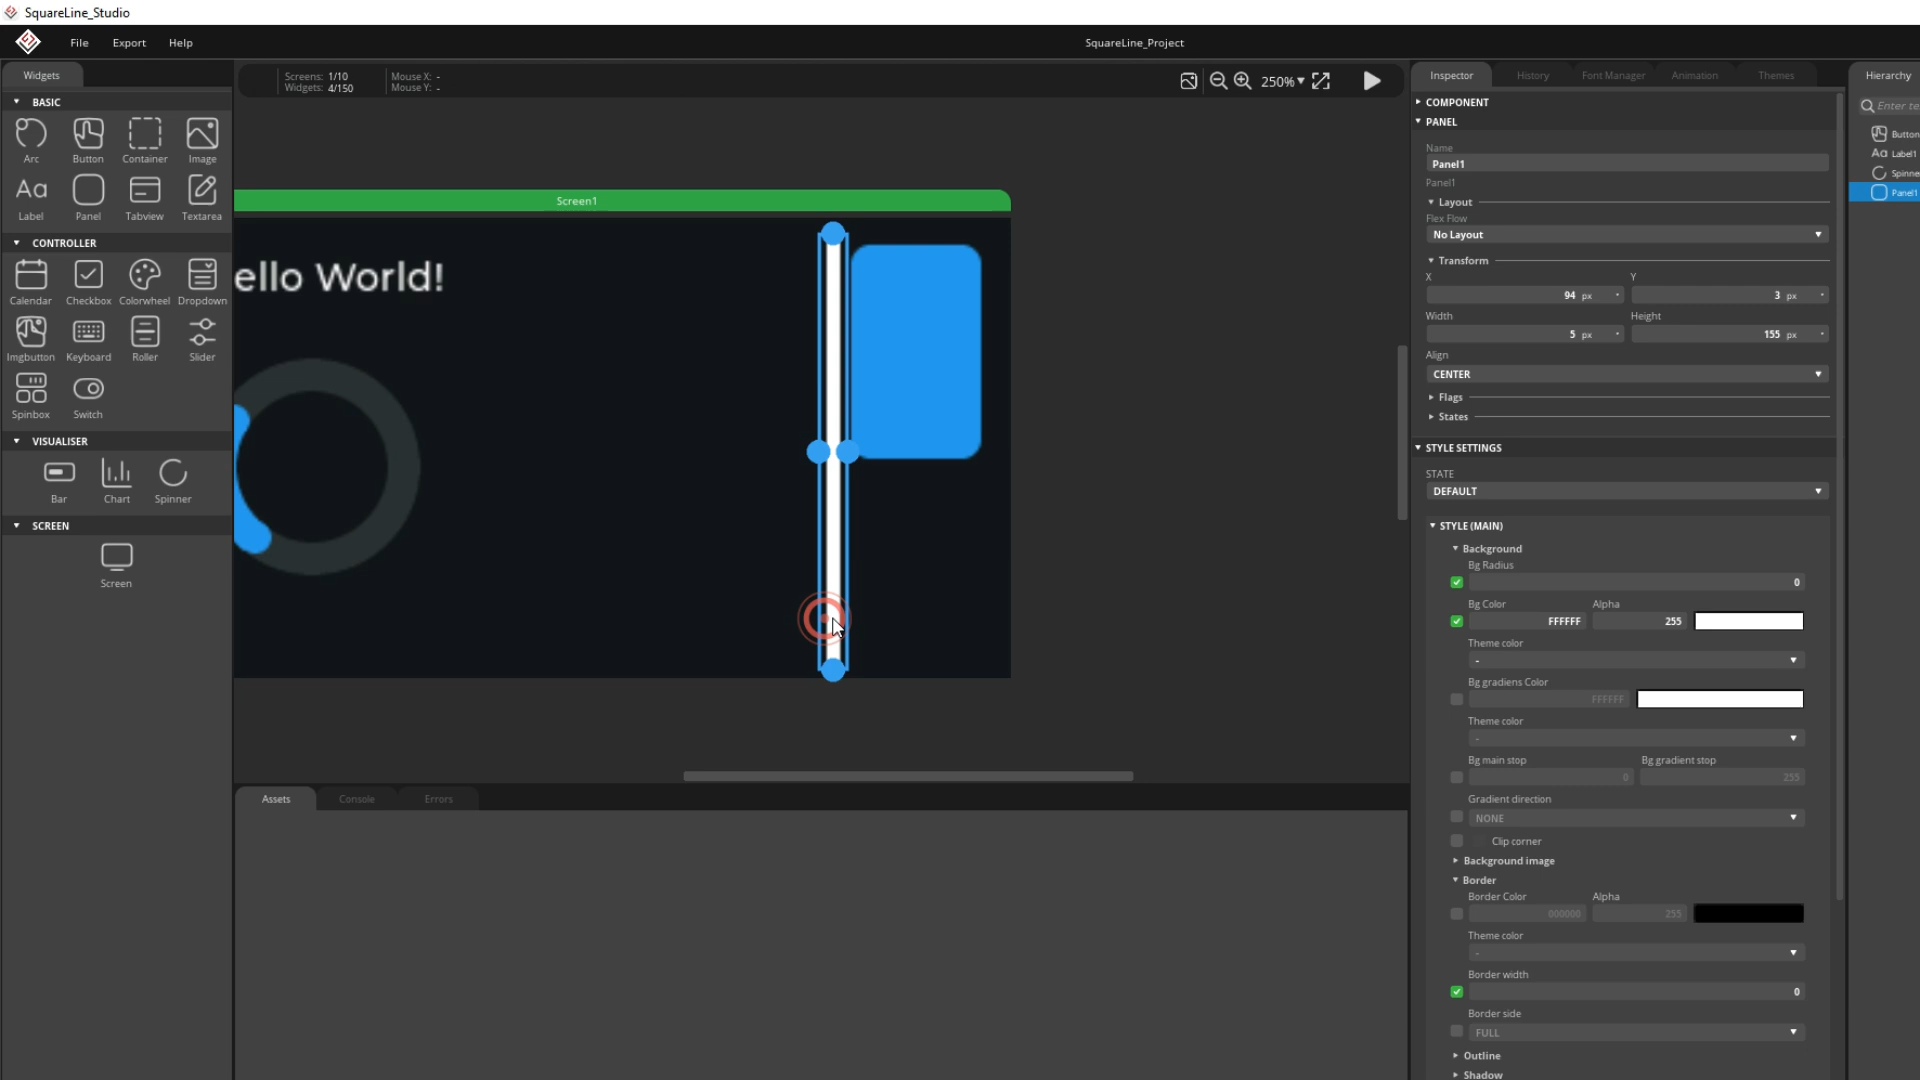 SquareLine_Studio
File Export Help
SquareLine_Project
Widgets
BASIC
Arc Button Container Image
Label Panel Tabview Textarea
CONTROLLER
Calendar Checkbox Colorwheel Dropdown
Imgbutton Keyboard Roller Slider
Spinbox Switch
VISUALISER
Bar Chart Spinner
SCREEN
Screen
Screens: 1/10
Widgets: 4/150
Mouse X: -
Mouse Y: -
250%
Screen1
ello World!
Assets Console Errors
Inspector History Font Manager Animation Themes
COMPONENT
PANEL
Name
Panel1
Panel1
Layout
Flex Flow
No Layout
Transform
X Y
94 px 3 px
Width Height
5 px 155 px
Align
CENTER
Flags
States
STYLE SETTINGS
STATE
DEFAULT
STYLE (MAIN)
Background
Bg Radius
0
Bg Color Alpha
FFFFFF 255
Theme color
-
Bg gradiens Color
FFFFFF
Theme color
-
Bg main stop Bg gradient stop
0 255
Gradient direction
NONE
Clip corner
Background image
Border
Border Color Alpha
000000 255
Theme color
-
Border width
0
Border side
FULL
Outline
Shadow
Hierarchy
Enter te
Button
Aa Label1
Spinne
Panel1